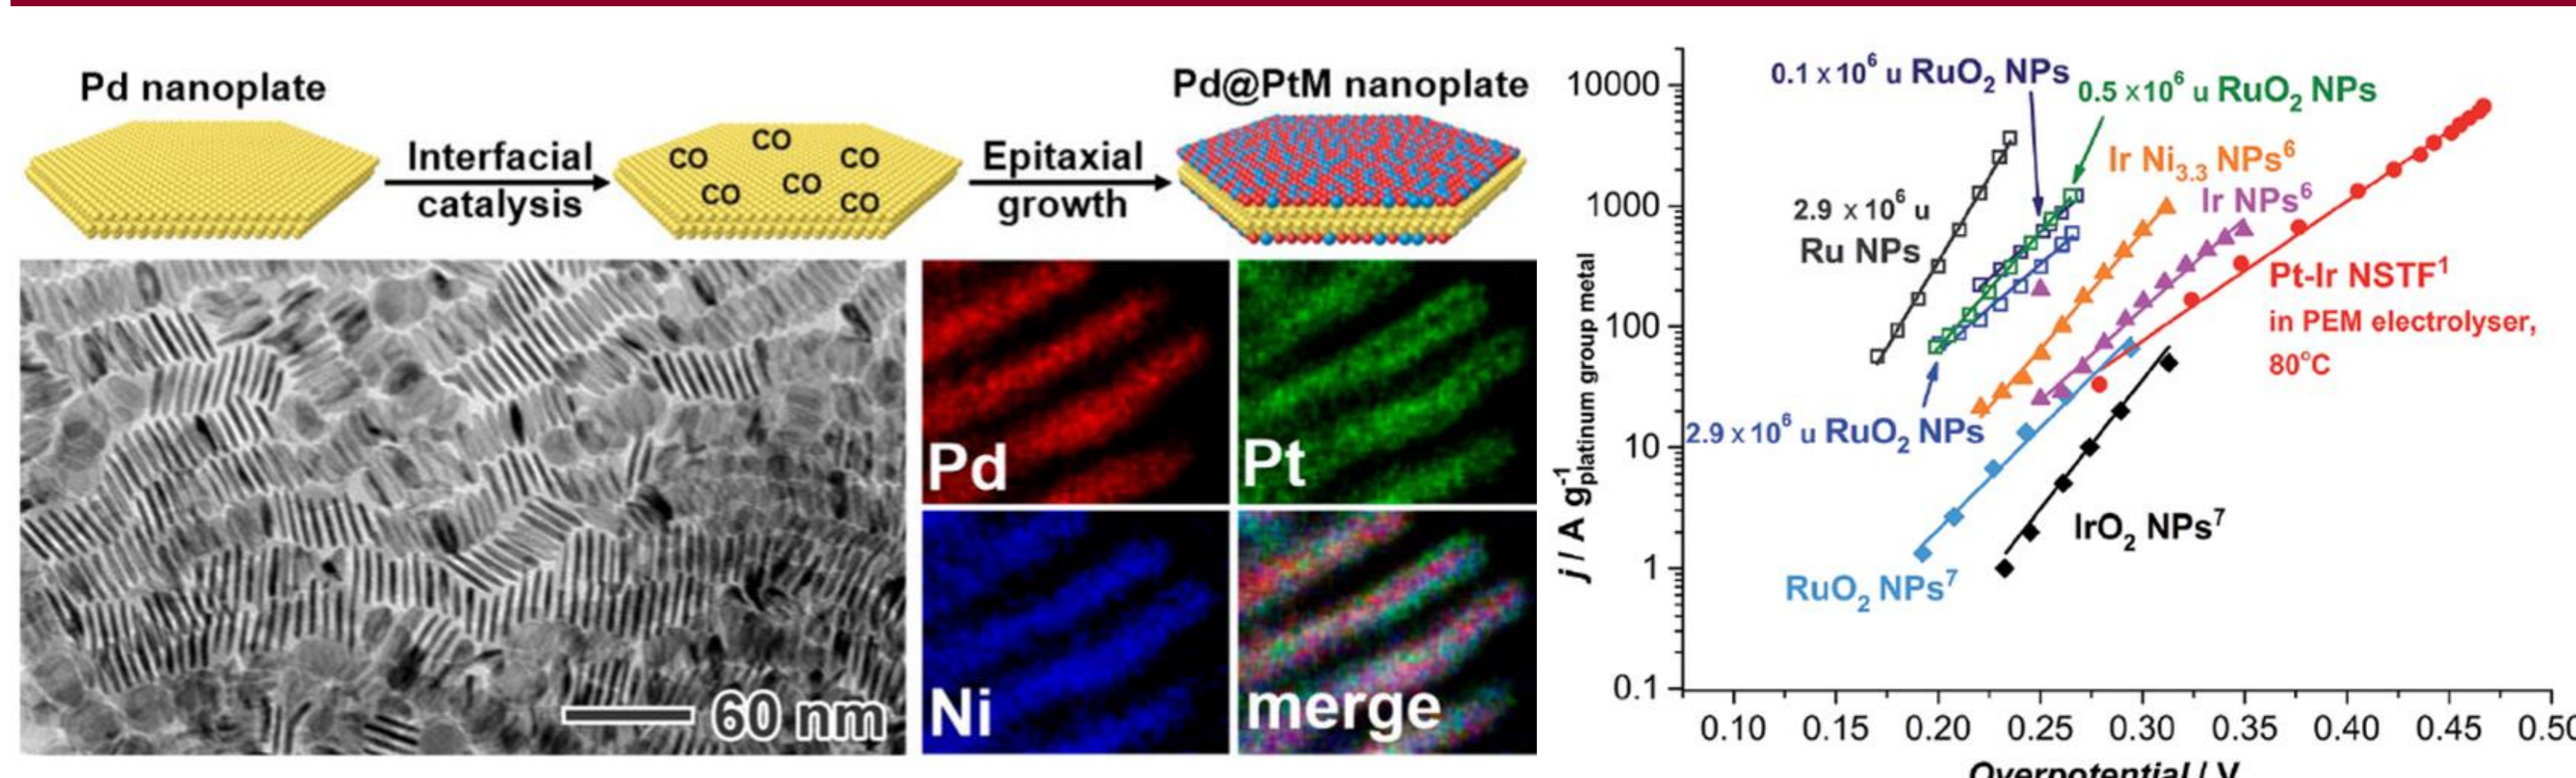 Pd nanoplate
Interfacial
catalysis
CO
CO
CO
CO
CO
CO
Epitaxial
growth
Pd@PtM nanoplate
60 nm
Pd
Pt
Ni
merge
10000
1000
100
10
1
0.1
j / A g⁻¹platinum group metal
0.1 x 10⁶ u RuO₂ NPs
0.5 x10⁶ u RuO₂ NPs
2.9 x 10⁶ u
Ru NPs
Ir Ni₃.₃ NPs⁶
Ir NPs⁶
Pt-Ir NSTF¹
in PEM electrolyser,
80°C
2.9 x 10⁶ u RuO₂ NPs
IrO₂ NPs⁷
RuO₂ NPs⁷
0.10 0.15 0.20 0.25 0.30 0.35 0.40 0.45 0.50
Overpotential / V